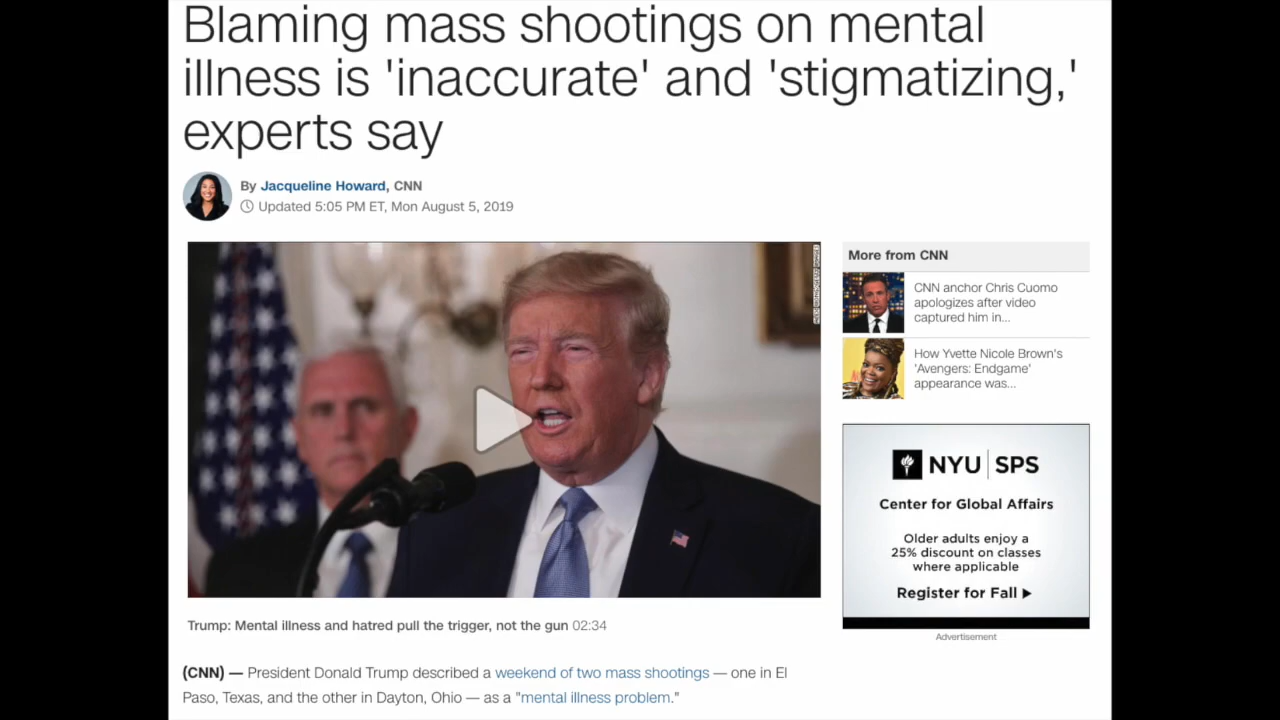 Blaming mass shootings on mental
illness is 'inaccurate' and 'stigmatizing,'
experts say
By Jacqueline Howard, CNN
Updated 5:05 PM ET, Mon August 5, 2019
Trump: Mental illness and hatred pull the trigger, not the gun 02:34
(CNN) — President Donald Trump described a weekend of two mass shootings — one in El
Paso, Texas, and the other in Dayton, Ohio — as a "mental illness problem."
More from CNN
CNN anchor Chris Cuomo
apologizes after video
captured him in...
How Yvette Nicole Brown's
'Avengers: Endgame'
appearance was...
NYU SPS
Center for Global Affairs
Older adults enjoy a
25% discount on classes
where applicable
Register for Fall
Advertisement